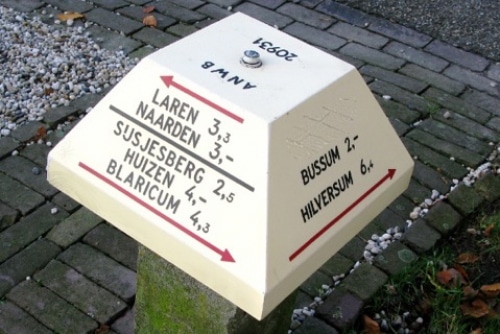 ANWB
20931
LAREN 3,3
NAARDEN 3,-
SUSJESBERG 2,5
HUIZEN 4,-
BLARICUM 4,3
BUSSUM 2,-
HILVERSUM 6,4